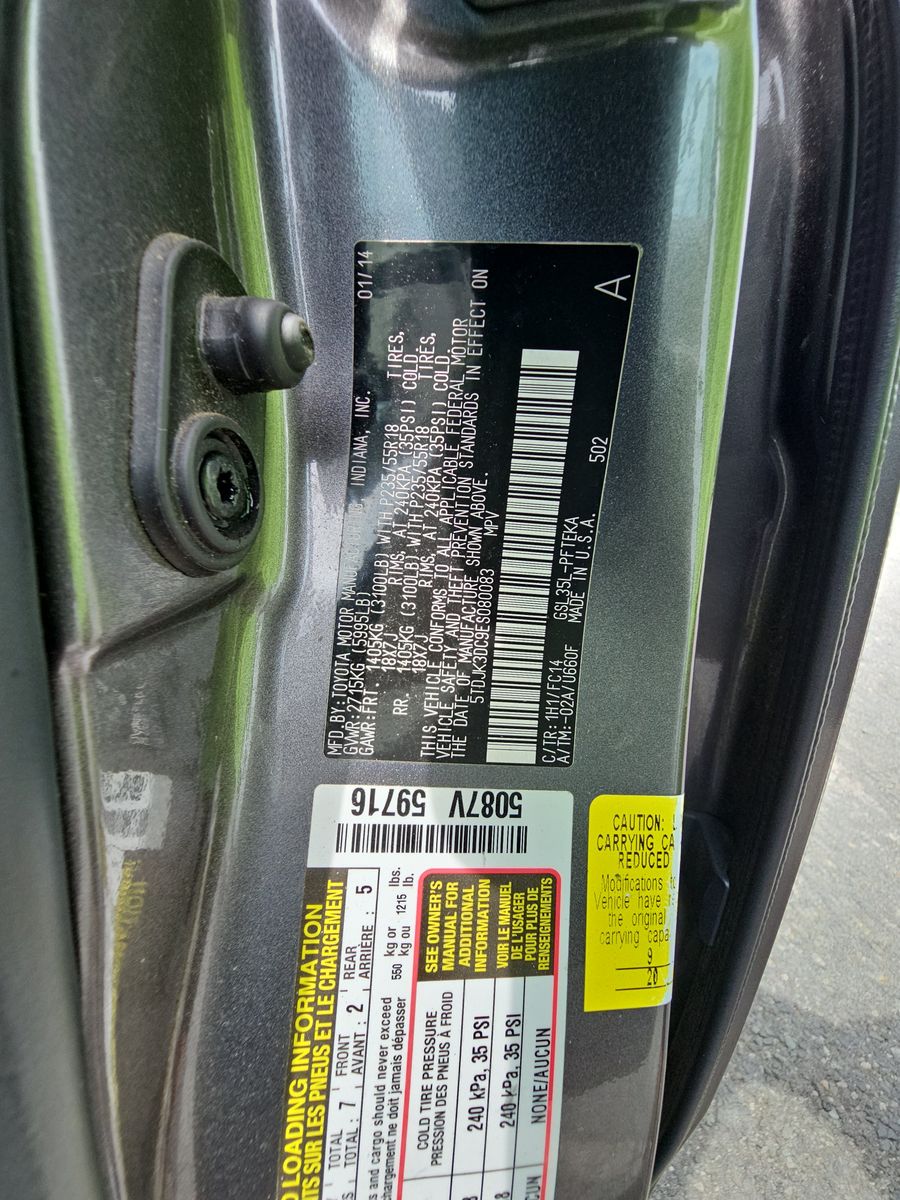 MFD.BY:TOYOTA MOTOR INDIANA, INC. 01/14
GVWR:2715KG (5995LB)
GAWR:FRT. 1405KG (3100LB) WITH P235/55R18 TIRES,
18X7J RIMS, AT 240KPA (35PSI) COLD.
RR. 1405KG (3100LB) WITH P235/55R18 TIRES,
18X7J RIMS, AT 240KPA (35PSI) COLD.
THIS VEHICLE CONFORMS TO ALL APPLICABLE FEDERAL MOTOR
VEHICLE SAFETY AND THEFT PREVENTION STANDARDS IN EFFECT ON
THE DATE OF MANUFACTURE SHOWN ABOVE.
5TDJK3DC9ES080083 MPV
C/TR:1H1/FC14 GSL35L-PFTEKA 502
A/TM:-02A/U660F MADE IN U.S.A. A
59716
5087V
LOADING INFORMATION
SUR LES PNEUS ET LE CHARGEMENT
TOTAL 7 FRONT 2 REAR 5
TOTAL : AVANT : ARRIÈRE :
and cargo should never exceed 550 kg or 1215 lbs.
ne doit jamais dépasser kg ou lb.
COLD TIRE PRESSURE
PRESSION DES PNEUS À FROID
240 kPa, 35 PSI
240 kPa, 35 PSI
NONE/AUCUN
SEE OWNER'S
MANUAL FOR
ADDITIONAL
INFORMATION
VOIR LE MANUEL
DE L'USAGER
POUR PLUS DE
RENSEIGNEMENTS
CAUTION:
CARRYING
REDUCED
Modifications
Vehicle have
the original
carrying
9
20